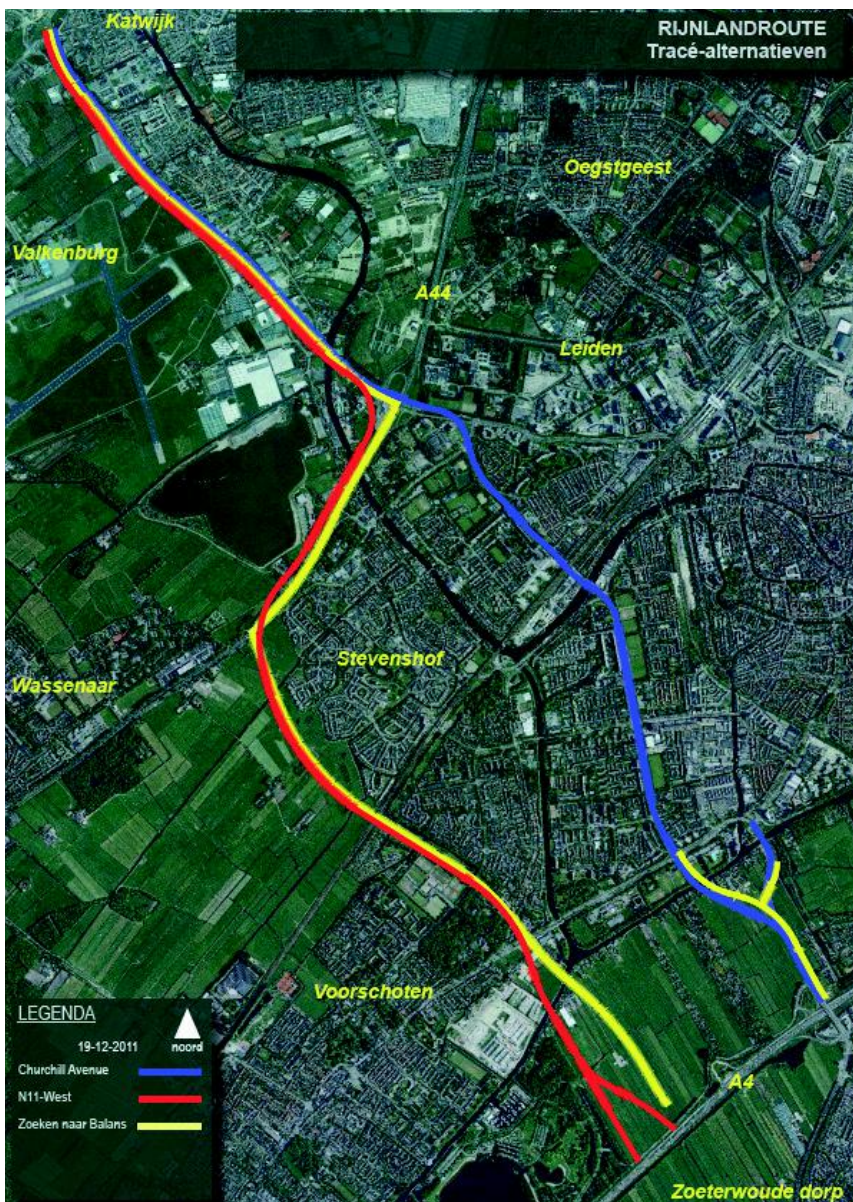 Katwijk
RIJNLANDROUTE
Tracé-alternatieven
Oegstgeest
Valkenburg
A44
Leiden
Stevenshof
Wassenaar
Voorschoten
LEGENDA
19-12-2011
noord
Churchill Avenue
N11-West
Zoeken naar Balans
A4
Zoeterwoude dorp